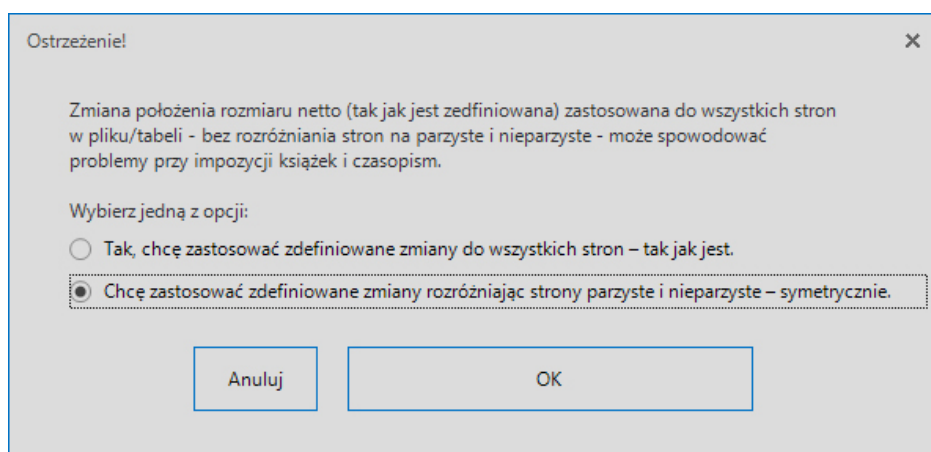 Ostrzeżenie!
Zmiana położenia rozmiaru netto (tak jak jest zedfiniowana) zastosowana do wszystkich stron
w pliku/tabeli - bez rozróżniania stron na parzyste i nieparzyste - może spowodować
problemy przy impozycji książek i czasopism.
Wybierz jedną z opcji:
Tak, chcę zastosować zdefiniowane zmiany do wszystkich stron – tak jak jest.
Chcę zastosować zdefiniowane zmiany rozróżniając strony parzyste i nieparzyste – symetrycznie.
Anuluj
OK